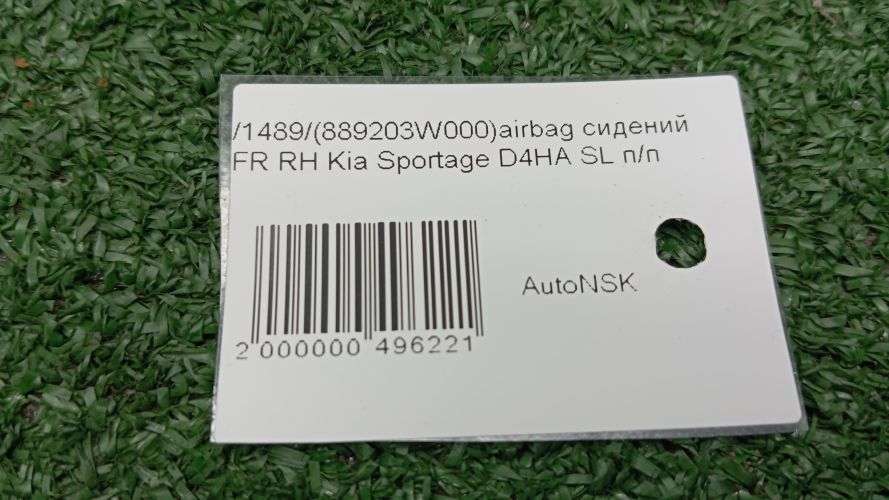 /1489/(889203W000)airbag сидений
FR RH Kia Sportage D4HA SL п/п
AutoNSK
2 000000 496221